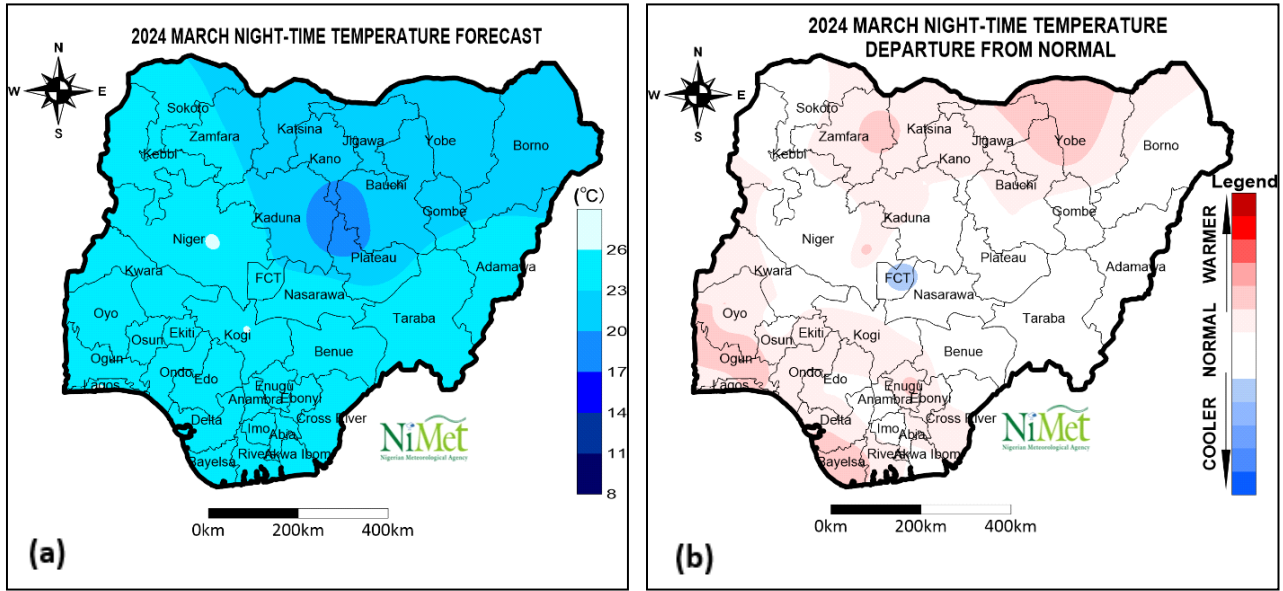 2024 MARCH NIGHT-TIME TEMPERATURE FORECAST
N
W E
S
Sokoto
Zamfara
Katsina
Jigawa
Yobe
Borno
Kebbi
Kano
Bauchi
Kaduna
Gombe
Niger
Plateau
Adamawa
Kwara
FCT
Nasarawa
Oyo
Taraba
Ekiti
Kogi
Osun
Benue
Ogun
Ondo
Edo
Lagos
Enugu
Anambra
Ebonyi
Delta
Cross River
Imo
Abia
Bayelsa
Rivers
Akwa Ibom
(°C)
26
23
20
17
14
11
8
NiMet
Nigerian Meteorological Agency
0km 200km 400km
(a)
2024 MARCH NIGHT-TIME TEMPERATURE
DEPARTURE FROM NORMAL
N
W E
S
Sokoto
Zamfara
Katsina
Jigawa
Yobe
Borno
Kebbi
Kano
Bauchi
Kaduna
Gombe
Niger
Plateau
Adamawa
Kwara
FCT
Nasarawa
Oyo
Taraba
Ekiti
Kogi
Osun
Benue
Ogun
Ondo
Edo
Lagos
Enugu
Anambra
Ebonyi
Delta
Cross River
Imo
Abia
Bayelsa
Rivers
Akwa Ibom
Legend
WARMER
NORMAL
COOLER
NiMet
Nigerian Meteorological Agency
0km 200km 400km
(b)